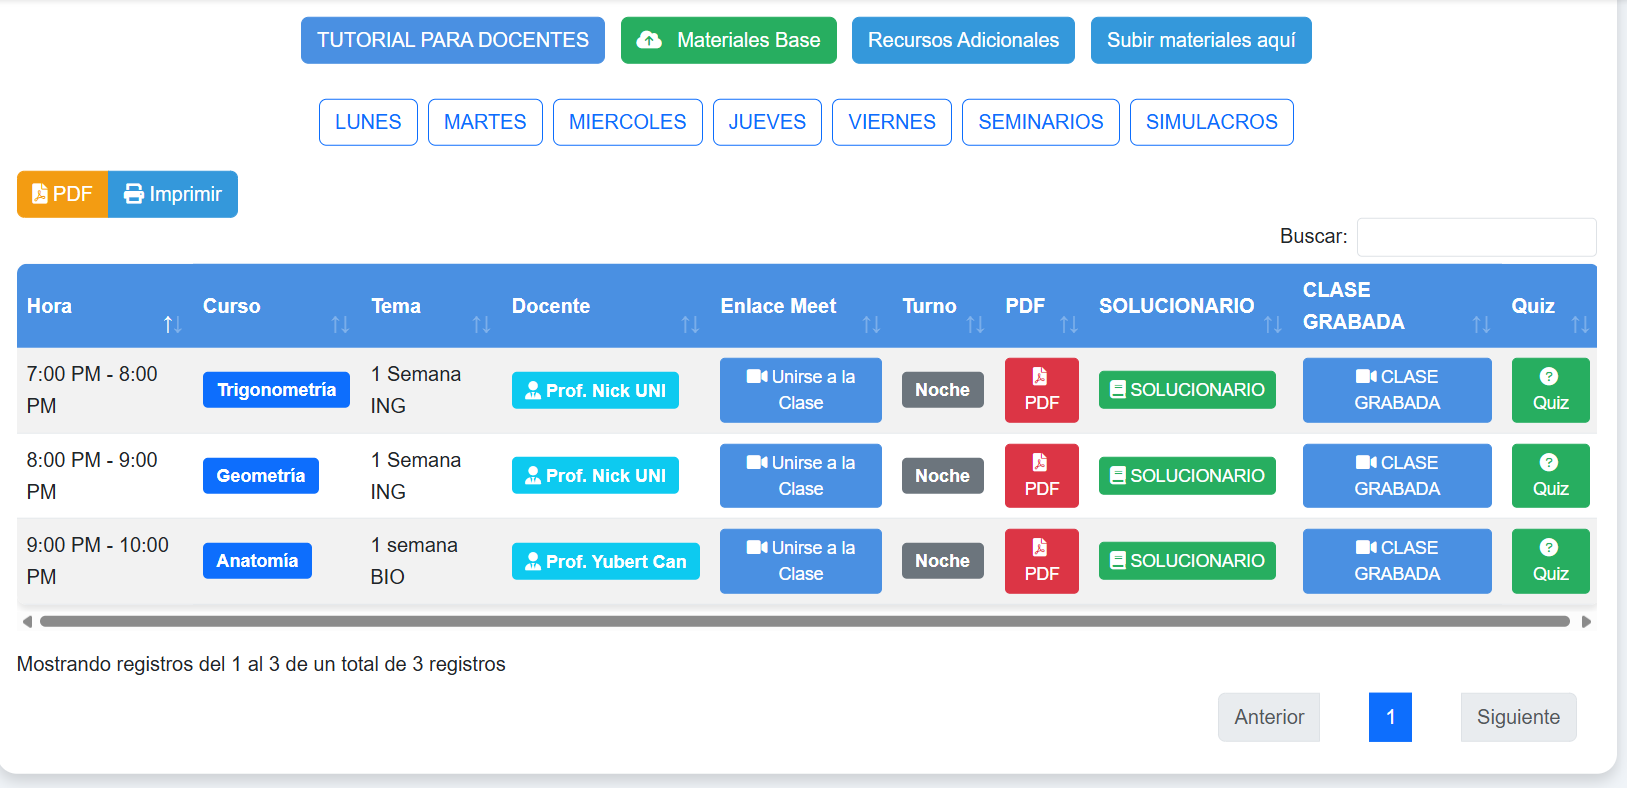 TUTORIAL PARA DOCENTES Materiales Base Recursos Adicionales Subir materiales aquí
LUNES MARTES MIERCOLES JUEVES VIERNES SEMINARIOS SIMULACROS
PDF Imprimir
Buscar:
Hora Curso Tema Docente Enlace Meet Turno PDF SOLUCIONARIO CLASE GRABADA Quiz
7:00 PM - 8:00 PM Trigonometría 1 Semana ING Prof. Nick UNI Unirse a la Clase Noche PDF SOLUCIONARIO CLASE GRABADA Quiz
8:00 PM - 9:00 PM Geometría 1 Semana ING Prof. Nick UNI Unirse a la Clase Noche PDF SOLUCIONARIO CLASE GRABADA Quiz
9:00 PM - 10:00 PM Anatomía 1 semana BIO Prof. Yubert Can Unirse a la Clase Noche PDF SOLUCIONARIO CLASE GRABADA Quiz
Mostrando registros del 1 al 3 de un total de 3 registros
Anterior 1 Siguiente